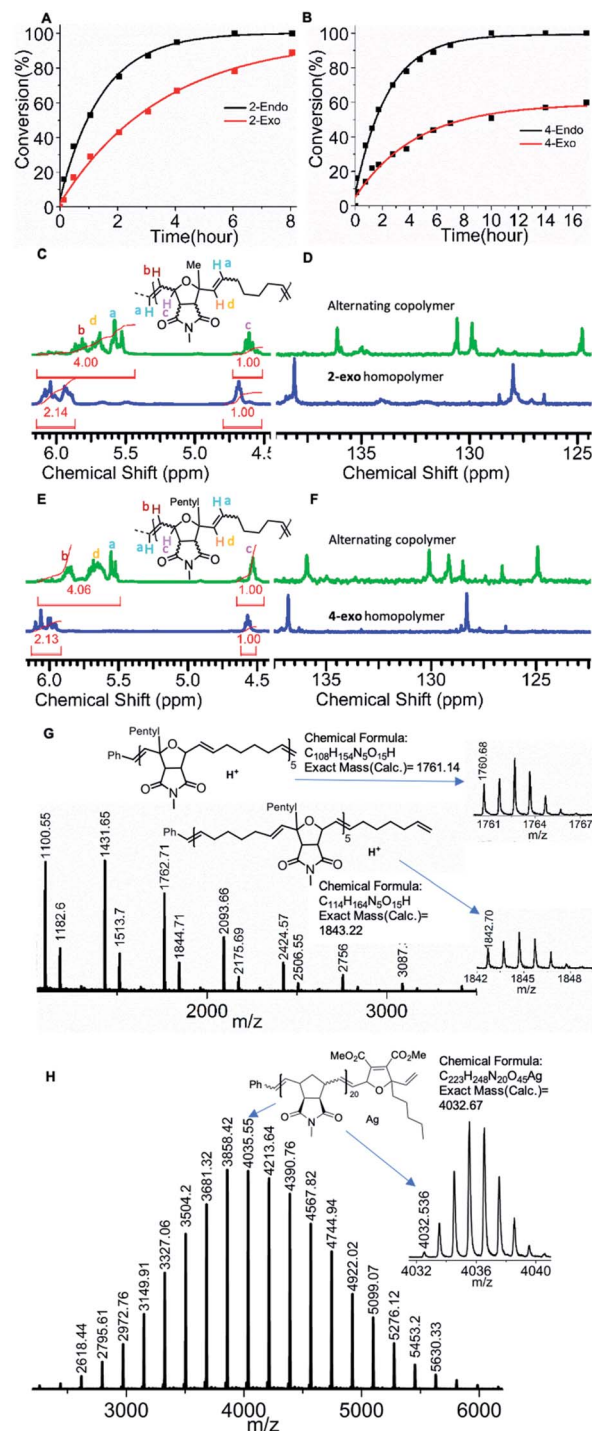 A
B
Conversion(%)
100
80
60
40
20
0
2-Endo
2-Exo
0 2 4 6 8
Time(hour)
Conversion(%)
100
80
60
40
20
0
4-Endo
4-Exo
0 2 4 6 8 10 12 14 16
Time(hour)
C
D
Me
b H
H a
a H
H d
c
O
O
O
N
b
d
a
c
4.00
1.00
2.14
1.00
6.0 5.5 5.0 4.5
Chemical Shift (ppm)
Alternating copolymer
2-exo homopolymer
135 130 125
Chemical Shift (ppm)
E
F
Pentyl
b H
H a
a H
H d
c
O
O
O
N
b
d
a
c
4.06
1.00
2.13
1.00
6.0 5.5 5.0 4.5
Chemical Shift (ppm)
Alternating copolymer
4-exo homopolymer
135 130 125
Chemical Shift (ppm)
G
Pentyl
O
Ph
5
O N O
H+
Chemical Formula:
C108H154N5O15H
Exact Mass(Calc.)= 1761.14
1760.68
1761 1764 1767
m/z
Pentyl
O
Ph
5
O N O
H+
Chemical Formula:
C114H164N5O15H
Exact Mass(Calc.)=
1843.22
1842.70
1842 1845 1848
m/z
1100.55
1182.6
1431.65
1513.7
1762.71
1844.71
2093.66
2175.69
2424.57
2506.55
2756
3087
2000 3000
m/z
H
MeO2C CO2Me
Ph
20
O
O N O
Ag
Chemical Formula:
C223H248N20O45Ag
Exact Mass(Calc.)=
4032.67
4032.536
4032 4036 4040
m/z
2618.44
2795.61
2972.76
3149.91
3327.06
3504.2
3681.32
3858.42
4035.55
4213.64
4390.76
4567.82
4744.94
4922.02
5099.07
5276.12
5453.2
5630.33
3000 4000 5000 6000
m/z